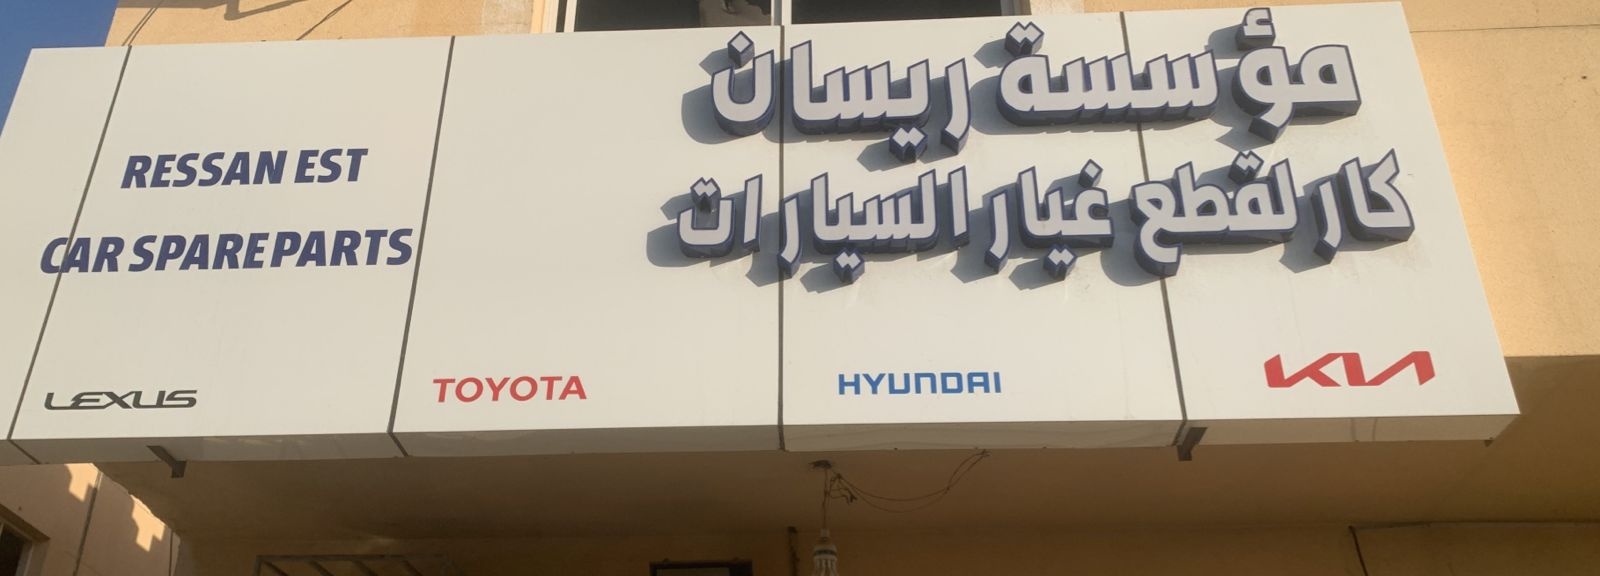 مؤسسة ريسان
كار لقطع غيار السيارات
RESSAN EST
CAR SPARE PARTS
LEXUS
TOYOTA
HYUNDAI
KIA